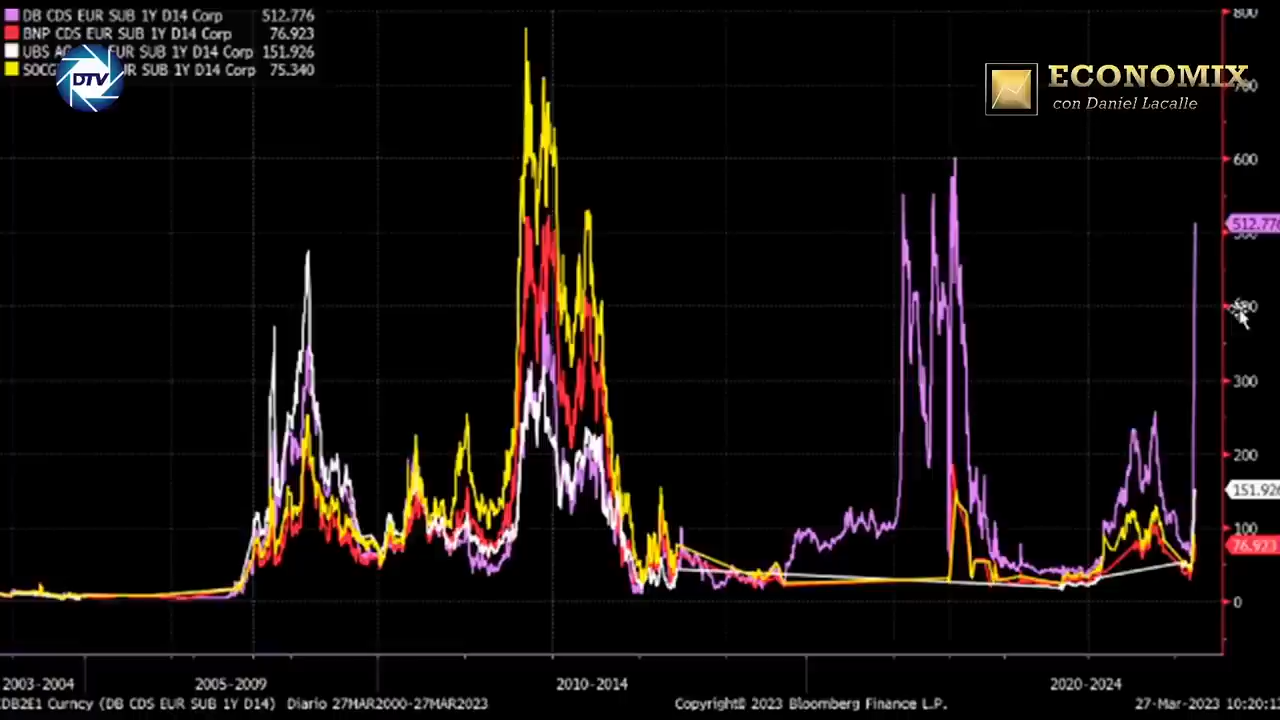 DB CDS EUR SUB 1Y D14 Corp 512.776
BNP CDS EUR SUB 1Y D14 Corp 76.923
UBS AG EUR SUB 1Y D14 Corp 151.926
SOCG EUR SUB 1Y D14 Corp 75.340
DTV
ECONOMIX
con Daniel Lacalle
800
600
512.776
300
200
151.926
100
76.923
0
2003-2004 2005-2009 2010-2014 2020-2024
CDB2E1 Curncy (DB CDS EUR SUB 1Y D14) Diario 27MAR2000-27MAR2023 Copyright© 2023 Bloomberg Finance L.P. 27-Mar-2023 10:20:1